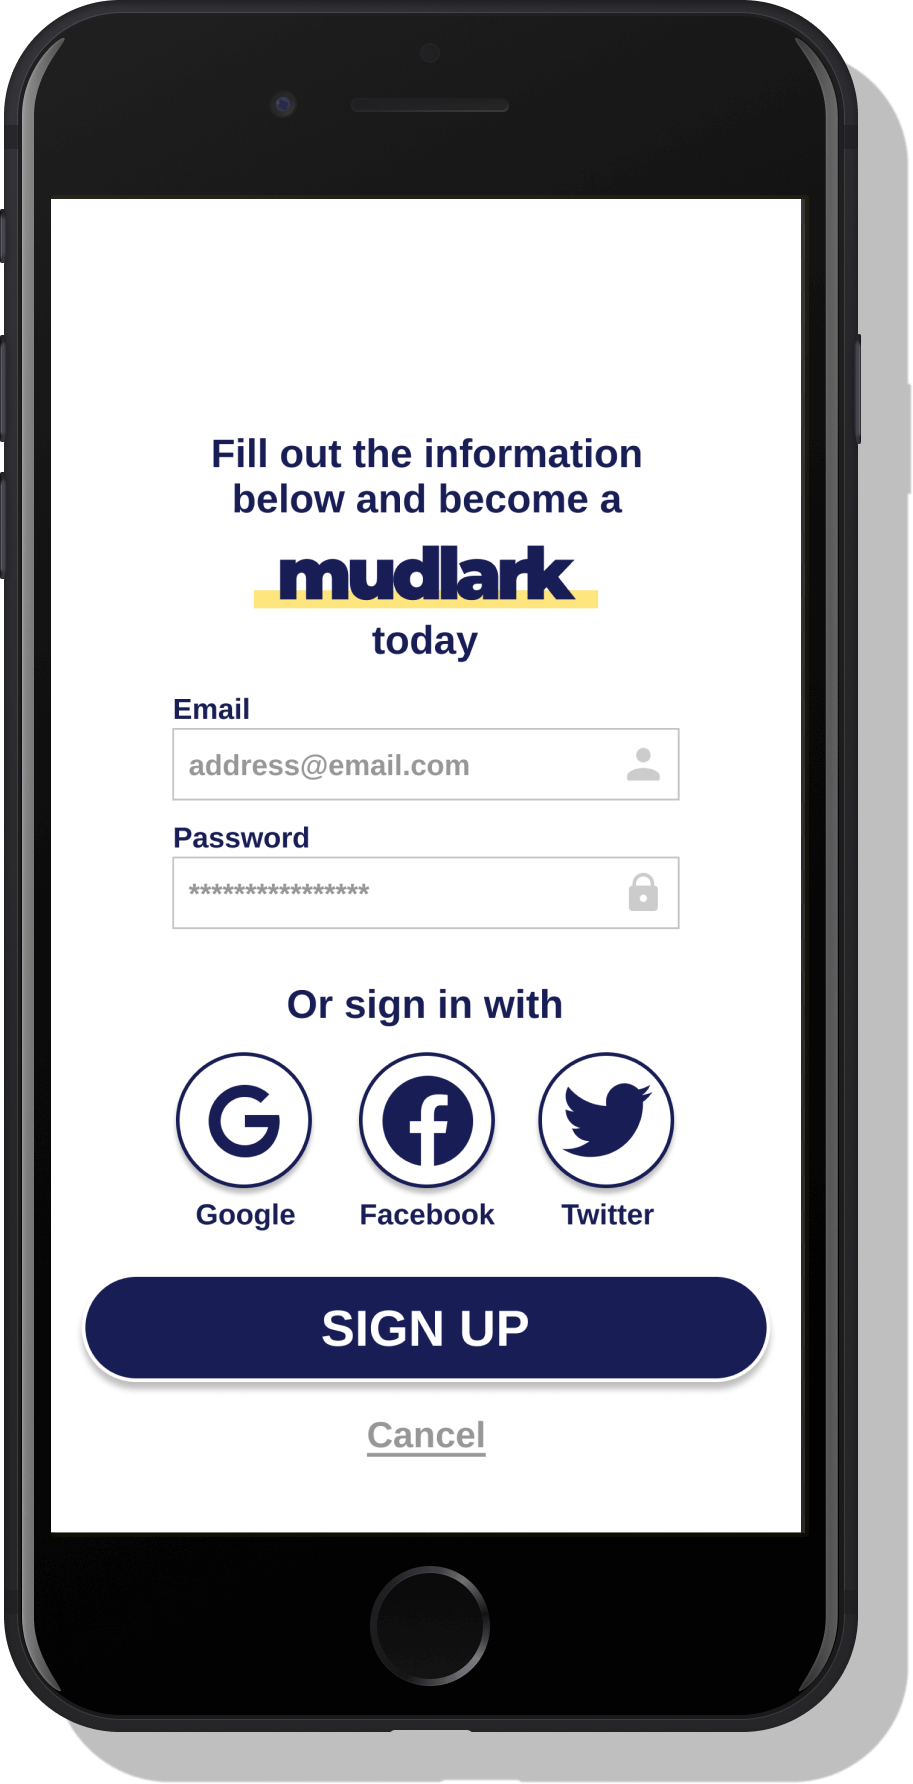 Fill out the information
below and become a
mudlark
today
Email
address@email.com
Password
****************
Or sign in with
Google
Facebook
Twitter
SIGN UP
Cancel